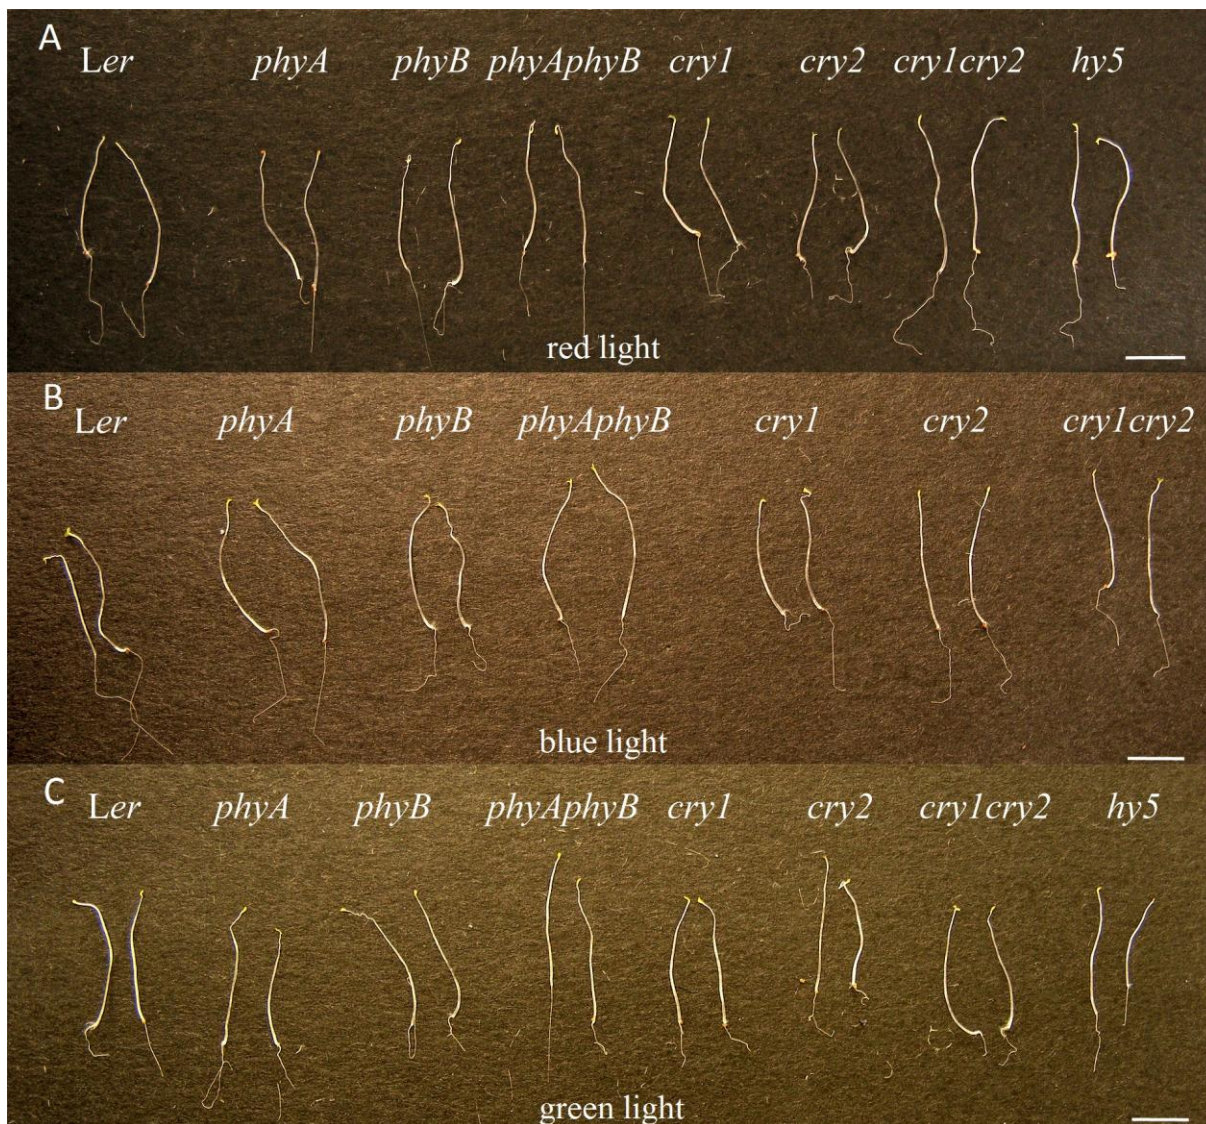 A
Ler phyA phyB phyAphyB cry1 cry2 cry1cry2 hy5
red light
B
Ler phyA phyB phyAphyB cry1 cry2 cry1cry2
blue light
C
Ler phyA phyB phyAphyB cry1 cry2 cry1cry2 hy5
green light